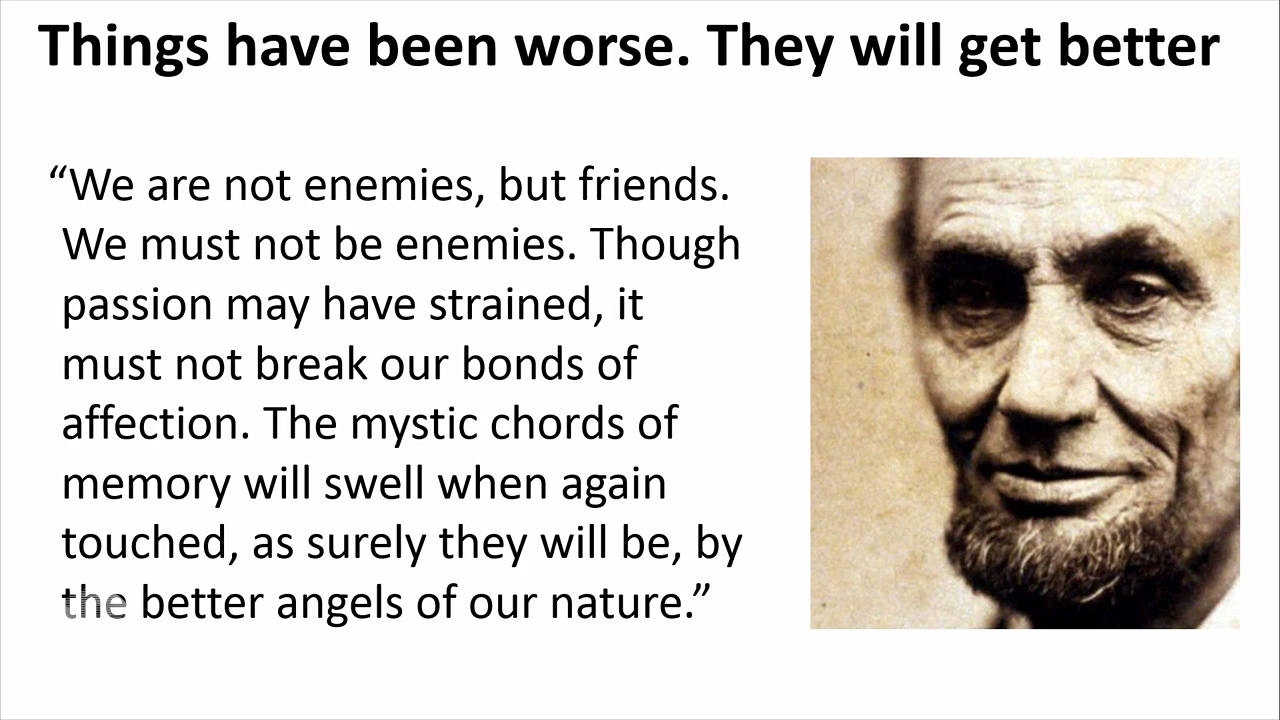 Things have been worse. They will get better
“We are not enemies, but friends.
We must not be enemies. Though
passion may have strained, it
must not break our bonds of
affection. The mystic chords of
memory will swell when again
touched, as surely they will be, by
the better angels of our nature.”